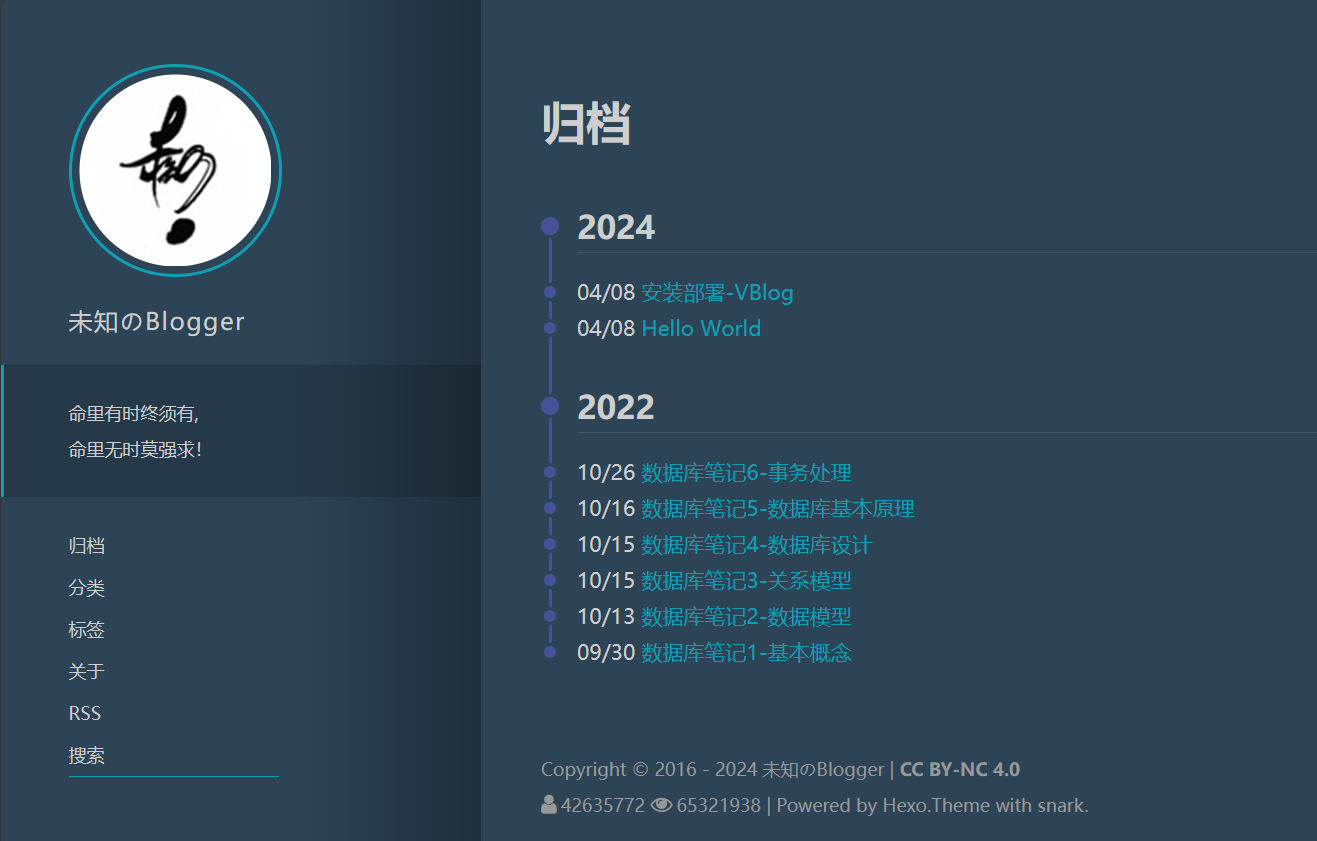 未知のBlogger
命里有时终须有,
命里无时莫强求!
归档
分类
标签
关于
RSS
搜索
归档
2024
04/08 安装部署-VBlog
04/08 Hello World
2022
10/26 数据库笔记6-事务处理
10/16 数据库笔记5-数据库基本原理
10/15 数据库笔记4-数据库设计
10/15 数据库笔记3-关系模型
10/13 数据库笔记2-数据模型
09/30 数据库笔记1-基本概念
Copyright © 2016 - 2024 未知のBlogger | CC BY-NC 4.0
42635772 65321938 | Powered by Hexo.Theme with snark.